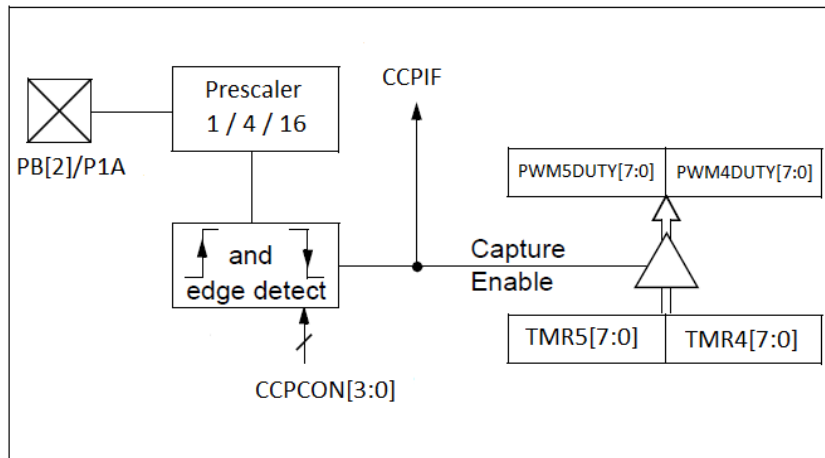 CCPIF
Prescaler
1 / 4 / 16
PB[2]/P1A
PWM5DUTY[7:0] PWM4DUTY[7:0]
and
edge detect
Capture
Enable
TMR5[7:0] TMR4[7:0]
CCPCON[3:0]